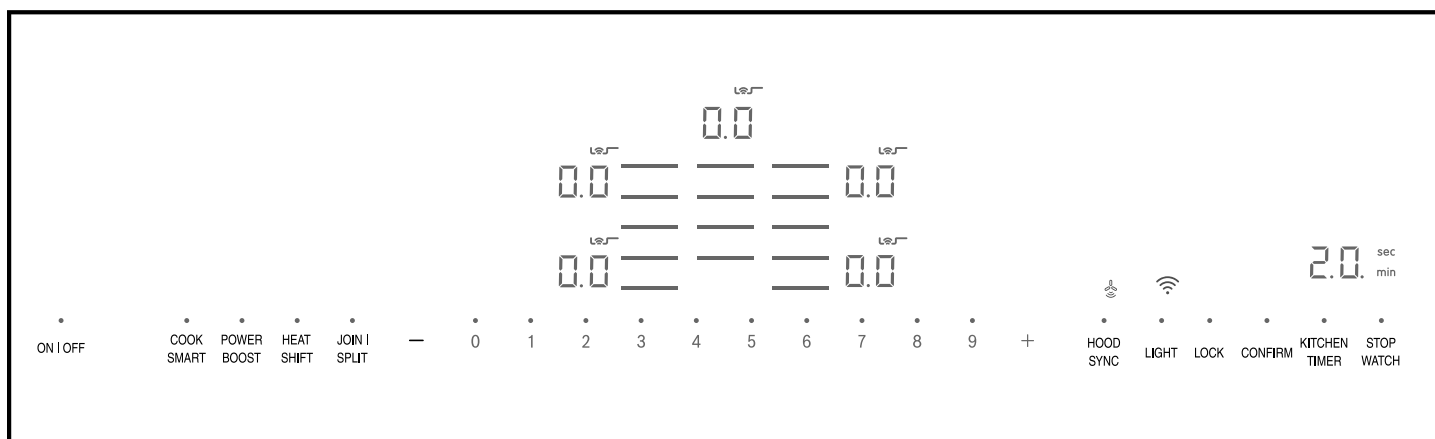 0.0
0.0 0.0
0.0 0.0
2.0. sec
min
ON | OFF
COOK
SMART
POWER
BOOST
HEAT
SHIFT
JOIN |
SPLIT
— 0 1 2 3 4 5 6 7 8 9 +
HOOD
SYNC
LIGHT
LOCK
CONFIRM
KITCHEN
TIMER
STOP
WATCH